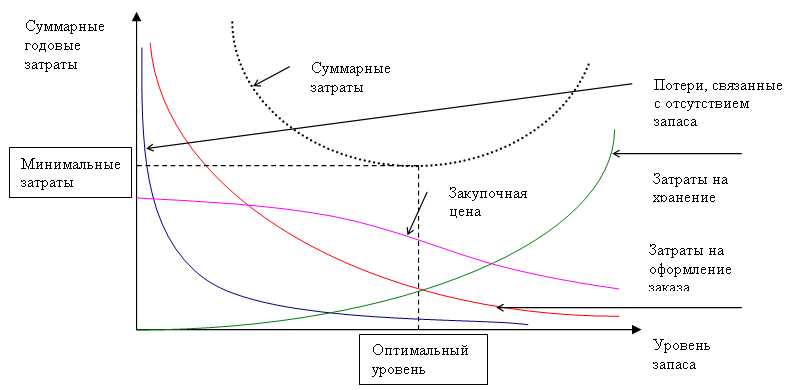 Суммарные
годовые
затраты
Суммарные
затраты
Потери, связанные
с отсутствием
запаса
Минимальные
затраты
Закупочная
цена
Затраты на
хранение
Затраты на
оформление
заказа
Оптимальный
уровень
Уровень
запаса